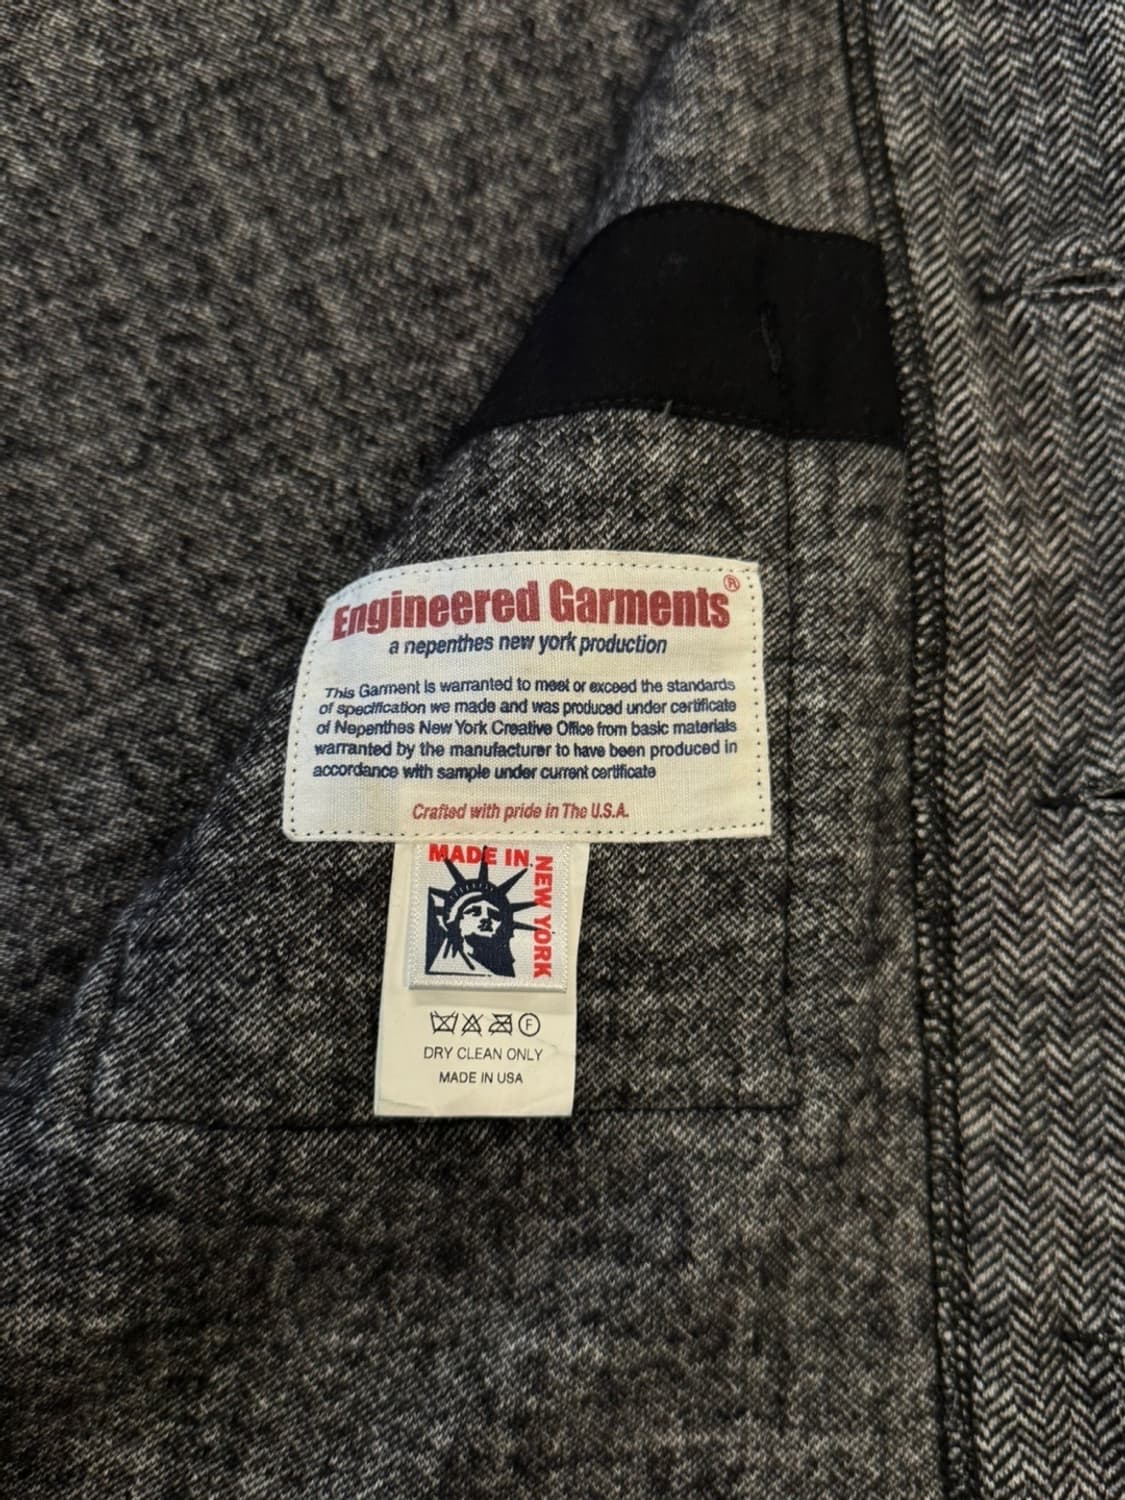 Engineered Garments®
a nepenthes new york production
This Garment is warranted to meet or exceed the standards
of specification we made and was produced under certificate
of Nepenthes New York Creative Office from basic materials
warranted by the manufacturer to have been produced in
accordance with sample under current certificate
Crafted with pride in The U.S.A.
MADE IN
NEW YORK
F
DRY CLEAN ONLY
MADE IN USA